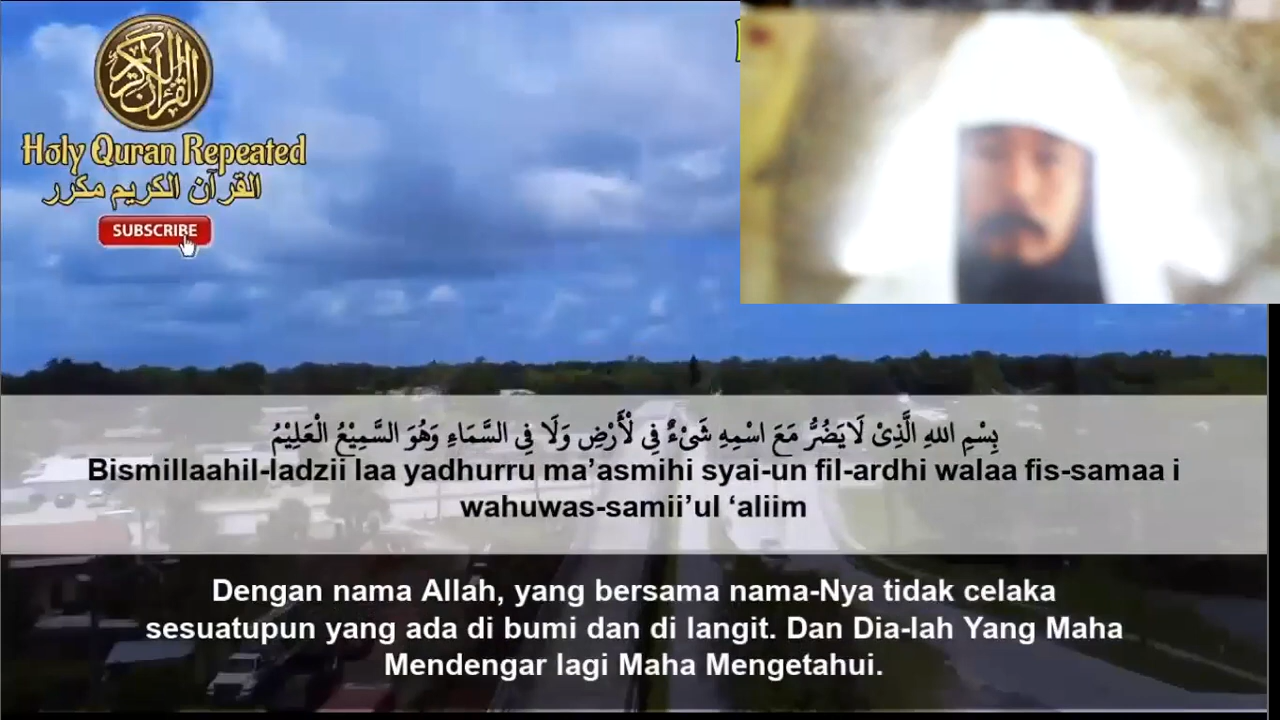 Holy Quran Repeated
القرآن الكريم مكرر
SUBSCRIBE
بِسْمِ اللهِ الَّذِىْ لَا يَضُرُّ مَعَ اسْمِهِ شَىْءٌ فِى لْأَرْضِ وَلَا فِى السَّمَاءِ وَهُوَ السَّمِيْعُ الْعَلِيْمُ
Bismillaahil-ladzii laa yadhurru ma’asmihi syai-un fil-ardhi walaa fis-samaa i
wahuwas-samii’ul ‘aliim
Dengan nama Allah, yang bersama nama-Nya tidak celaka
sesuatupun yang ada di bumi dan di langit. Dan Dia-lah Yang Maha
Mendengar lagi Maha Mengetahui.